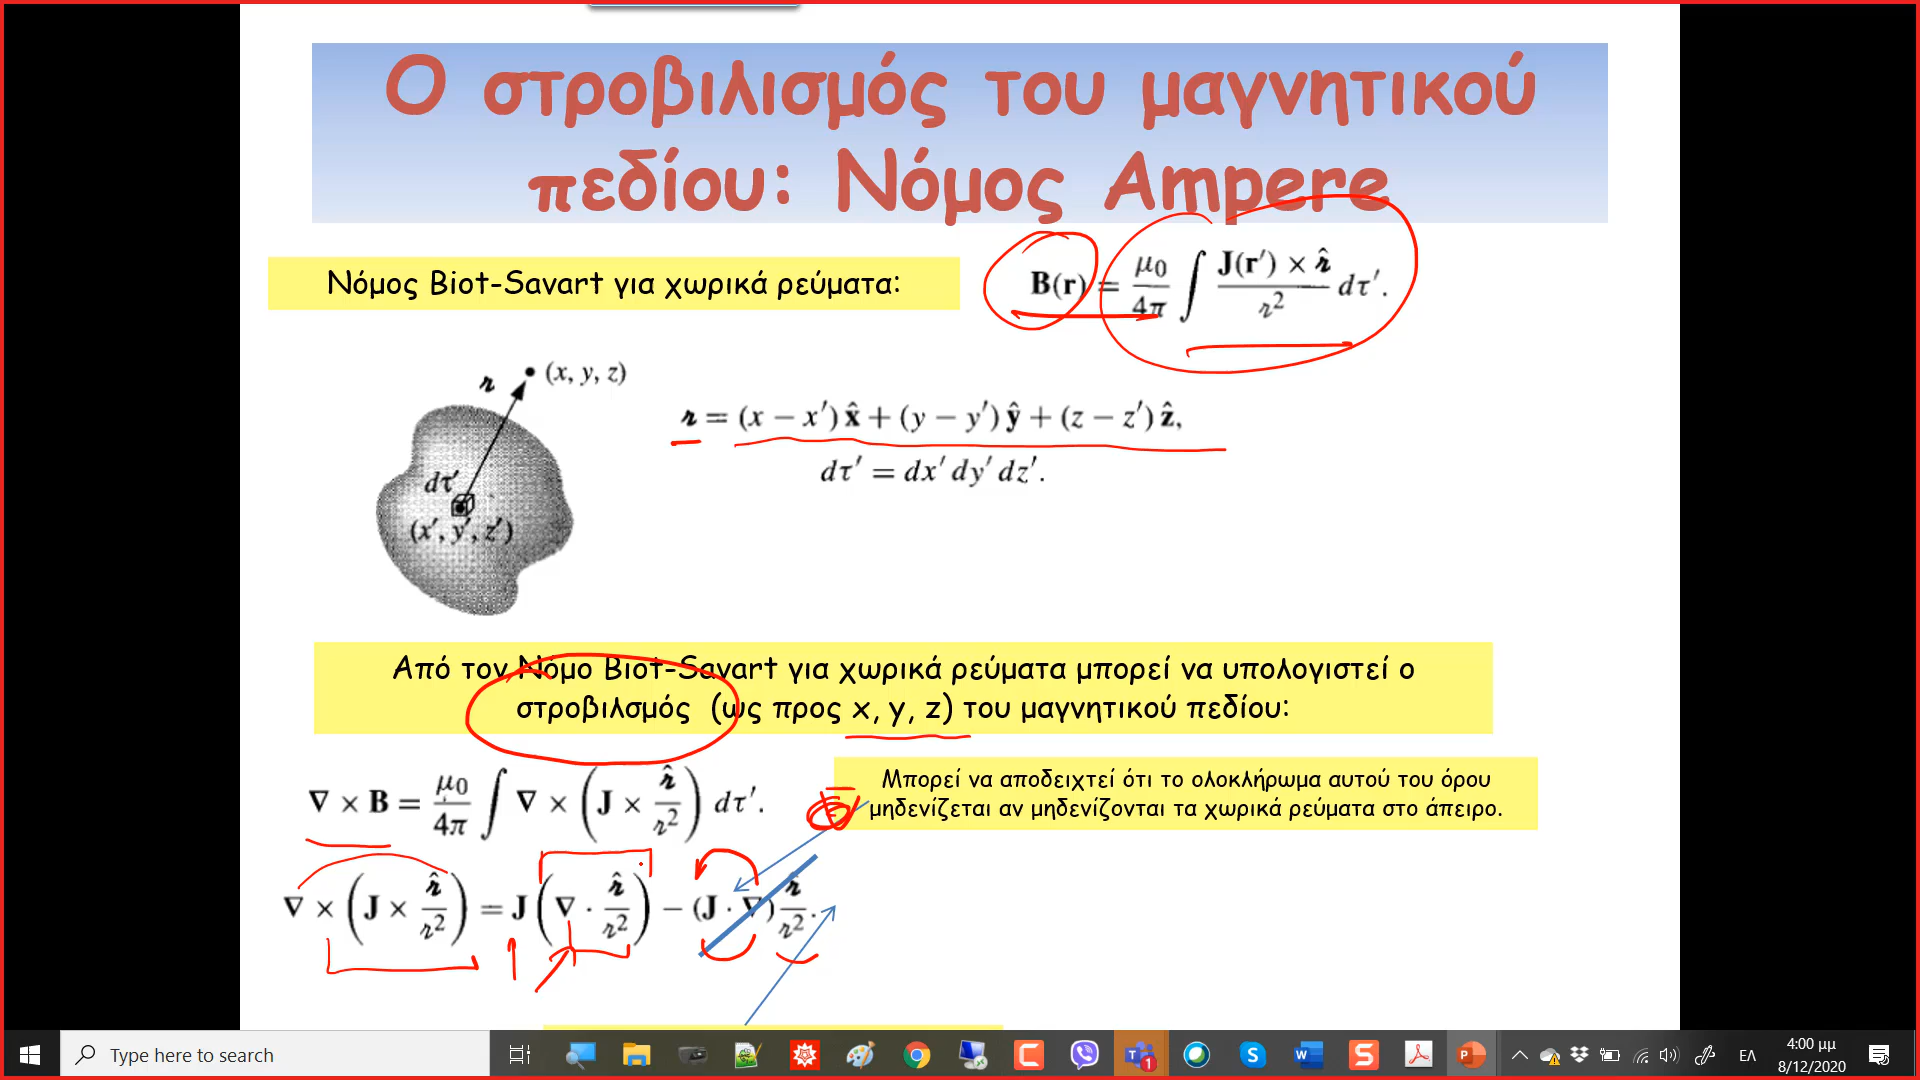 Ο στροβιλισμός του μαγνητικού
πεδίου: Νόμος Ampere
Νόμος Biot-Savart για χωρικά ρεύματα:
B(r) = μ0/4π ∫ J(r′) × 𝓇̂ / 𝓇² dτ′.
𝓇 (x, y, z)
dτ′
(x′, y′, z′)
𝓇 = (x − x′) x̂ + (y − y′) ŷ + (z − z′) ẑ,
dτ′ = dx′ dy′ dz′.
Από τον Νόμο Biot-Savart για χωρικά ρεύματα μπορεί να υπολογιστεί ο
στροβιλσμός (ως προς x, y, z) του μαγνητικού πεδίου:
∇ × B = μ0/4π ∫ ∇ × (J × 𝓇̂/𝓇²) dτ′.
Μπορεί να αποδειχτεί ότι το ολοκλήρωμα αυτού του όρου
μηδενίζεται αν μηδενίζονται τα χωρικά ρεύματα στο άπειρο.
∇ × (J × 𝓇̂/𝓇²) = J (∇ · 𝓇̂/𝓇²) − (J · ∇) 𝓇̂/𝓇².
Type here to search
ΕΛ
4:00 μμ
8/12/2020